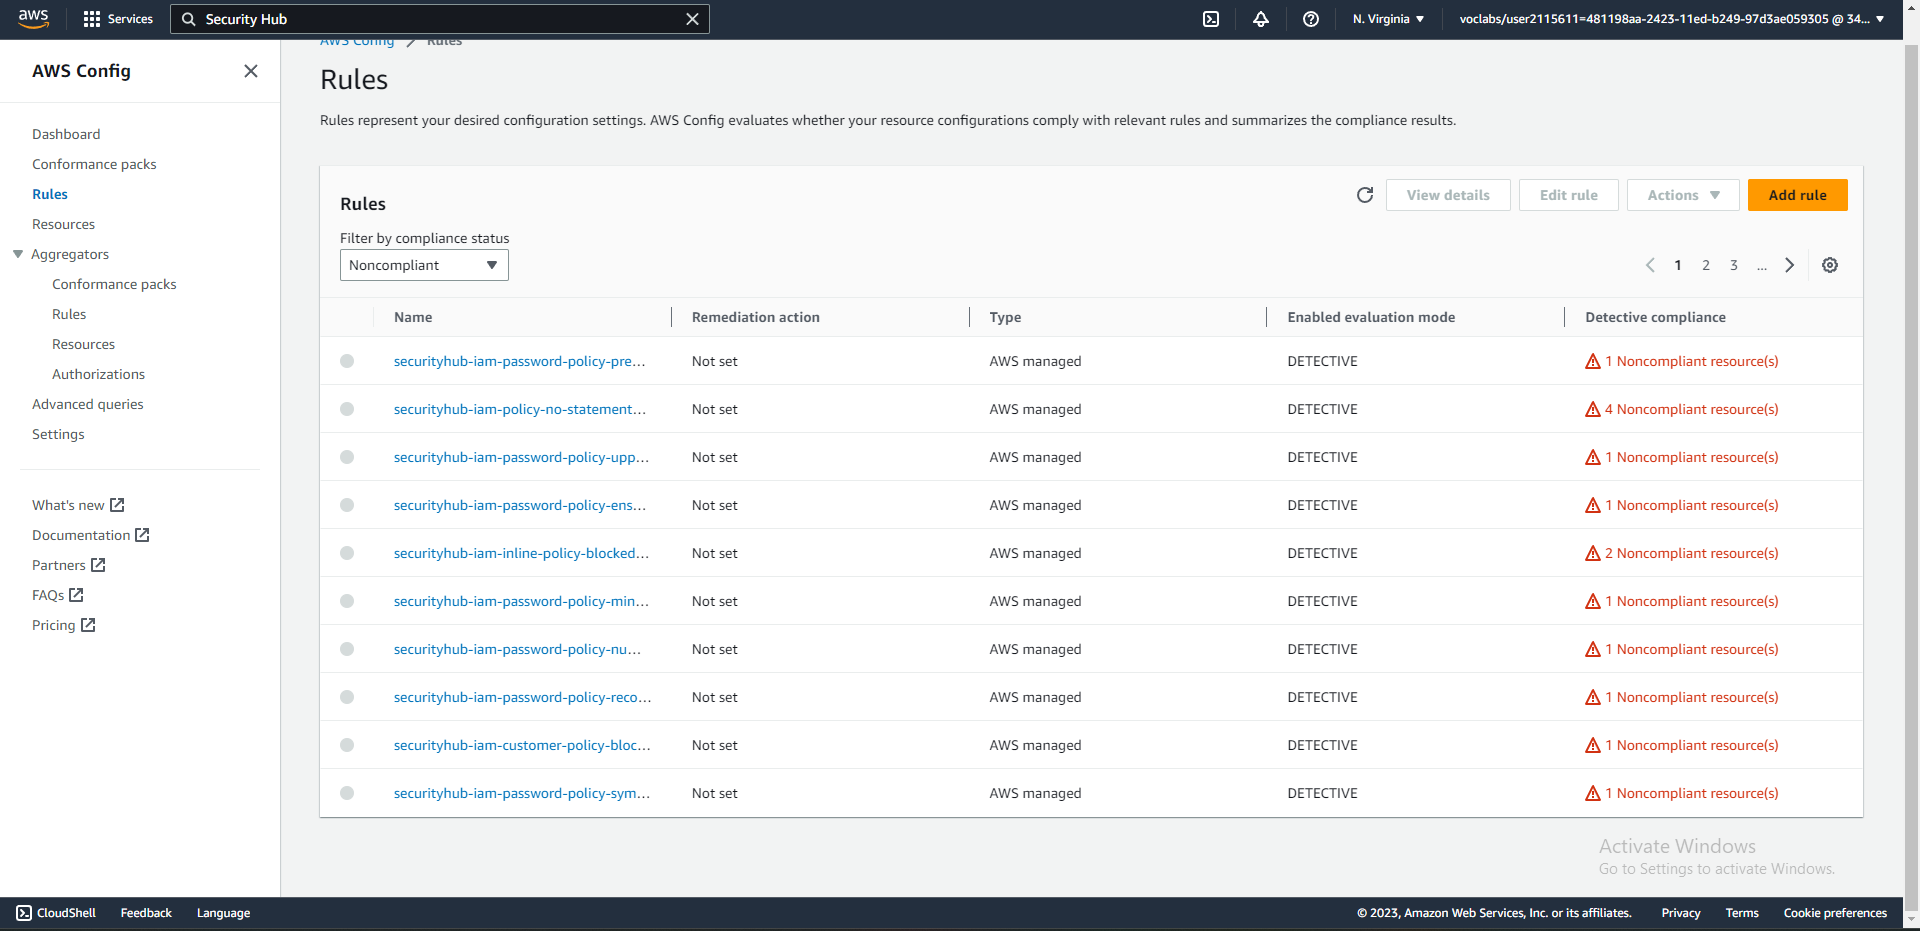 aws
Services
Security Hub
N. Virginia
voclabs/user2115611=481198aa-2423-11ed-b249-97d3ae059305 @ 34...
AWS Config
Rules
AWS Config
Dashboard
Conformance packs
Rules
Resources
Aggregators
Conformance packs
Rules
Resources
Authorizations
Advanced queries
Settings
What's new
Documentation
Partners
FAQs
Pricing
Rules
Rules represent your desired configuration settings. AWS Config evaluates whether your resource configurations comply with relevant rules and summarizes the compliance results.
Rules
View details
Edit rule
Actions
Add rule
Filter by compliance status
Noncompliant
1 2 3 ...
Name Remediation action Type Enabled evaluation mode Detective compliance
securityhub-iam-password-policy-pre... Not set AWS managed DETECTIVE 1 Noncompliant resource(s)
securityhub-iam-policy-no-statement... Not set AWS managed DETECTIVE 4 Noncompliant resource(s)
securityhub-iam-password-policy-upp... Not set AWS managed DETECTIVE 1 Noncompliant resource(s)
securityhub-iam-password-policy-ens... Not set AWS managed DETECTIVE 1 Noncompliant resource(s)
securityhub-iam-inline-policy-blocked... Not set AWS managed DETECTIVE 2 Noncompliant resource(s)
securityhub-iam-password-policy-min... Not set AWS managed DETECTIVE 1 Noncompliant resource(s)
securityhub-iam-password-policy-nu... Not set AWS managed DETECTIVE 1 Noncompliant resource(s)
securityhub-iam-password-policy-reco... Not set AWS managed DETECTIVE 1 Noncompliant resource(s)
securityhub-iam-customer-policy-bloc... Not set AWS managed DETECTIVE 1 Noncompliant resource(s)
securityhub-iam-password-policy-sym... Not set AWS managed DETECTIVE 1 Noncompliant resource(s)
Activate Windows
Go to Settings to activate Windows.
CloudShell Feedback Language
© 2023, Amazon Web Services, Inc. or its affiliates. Privacy Terms Cookie preferences